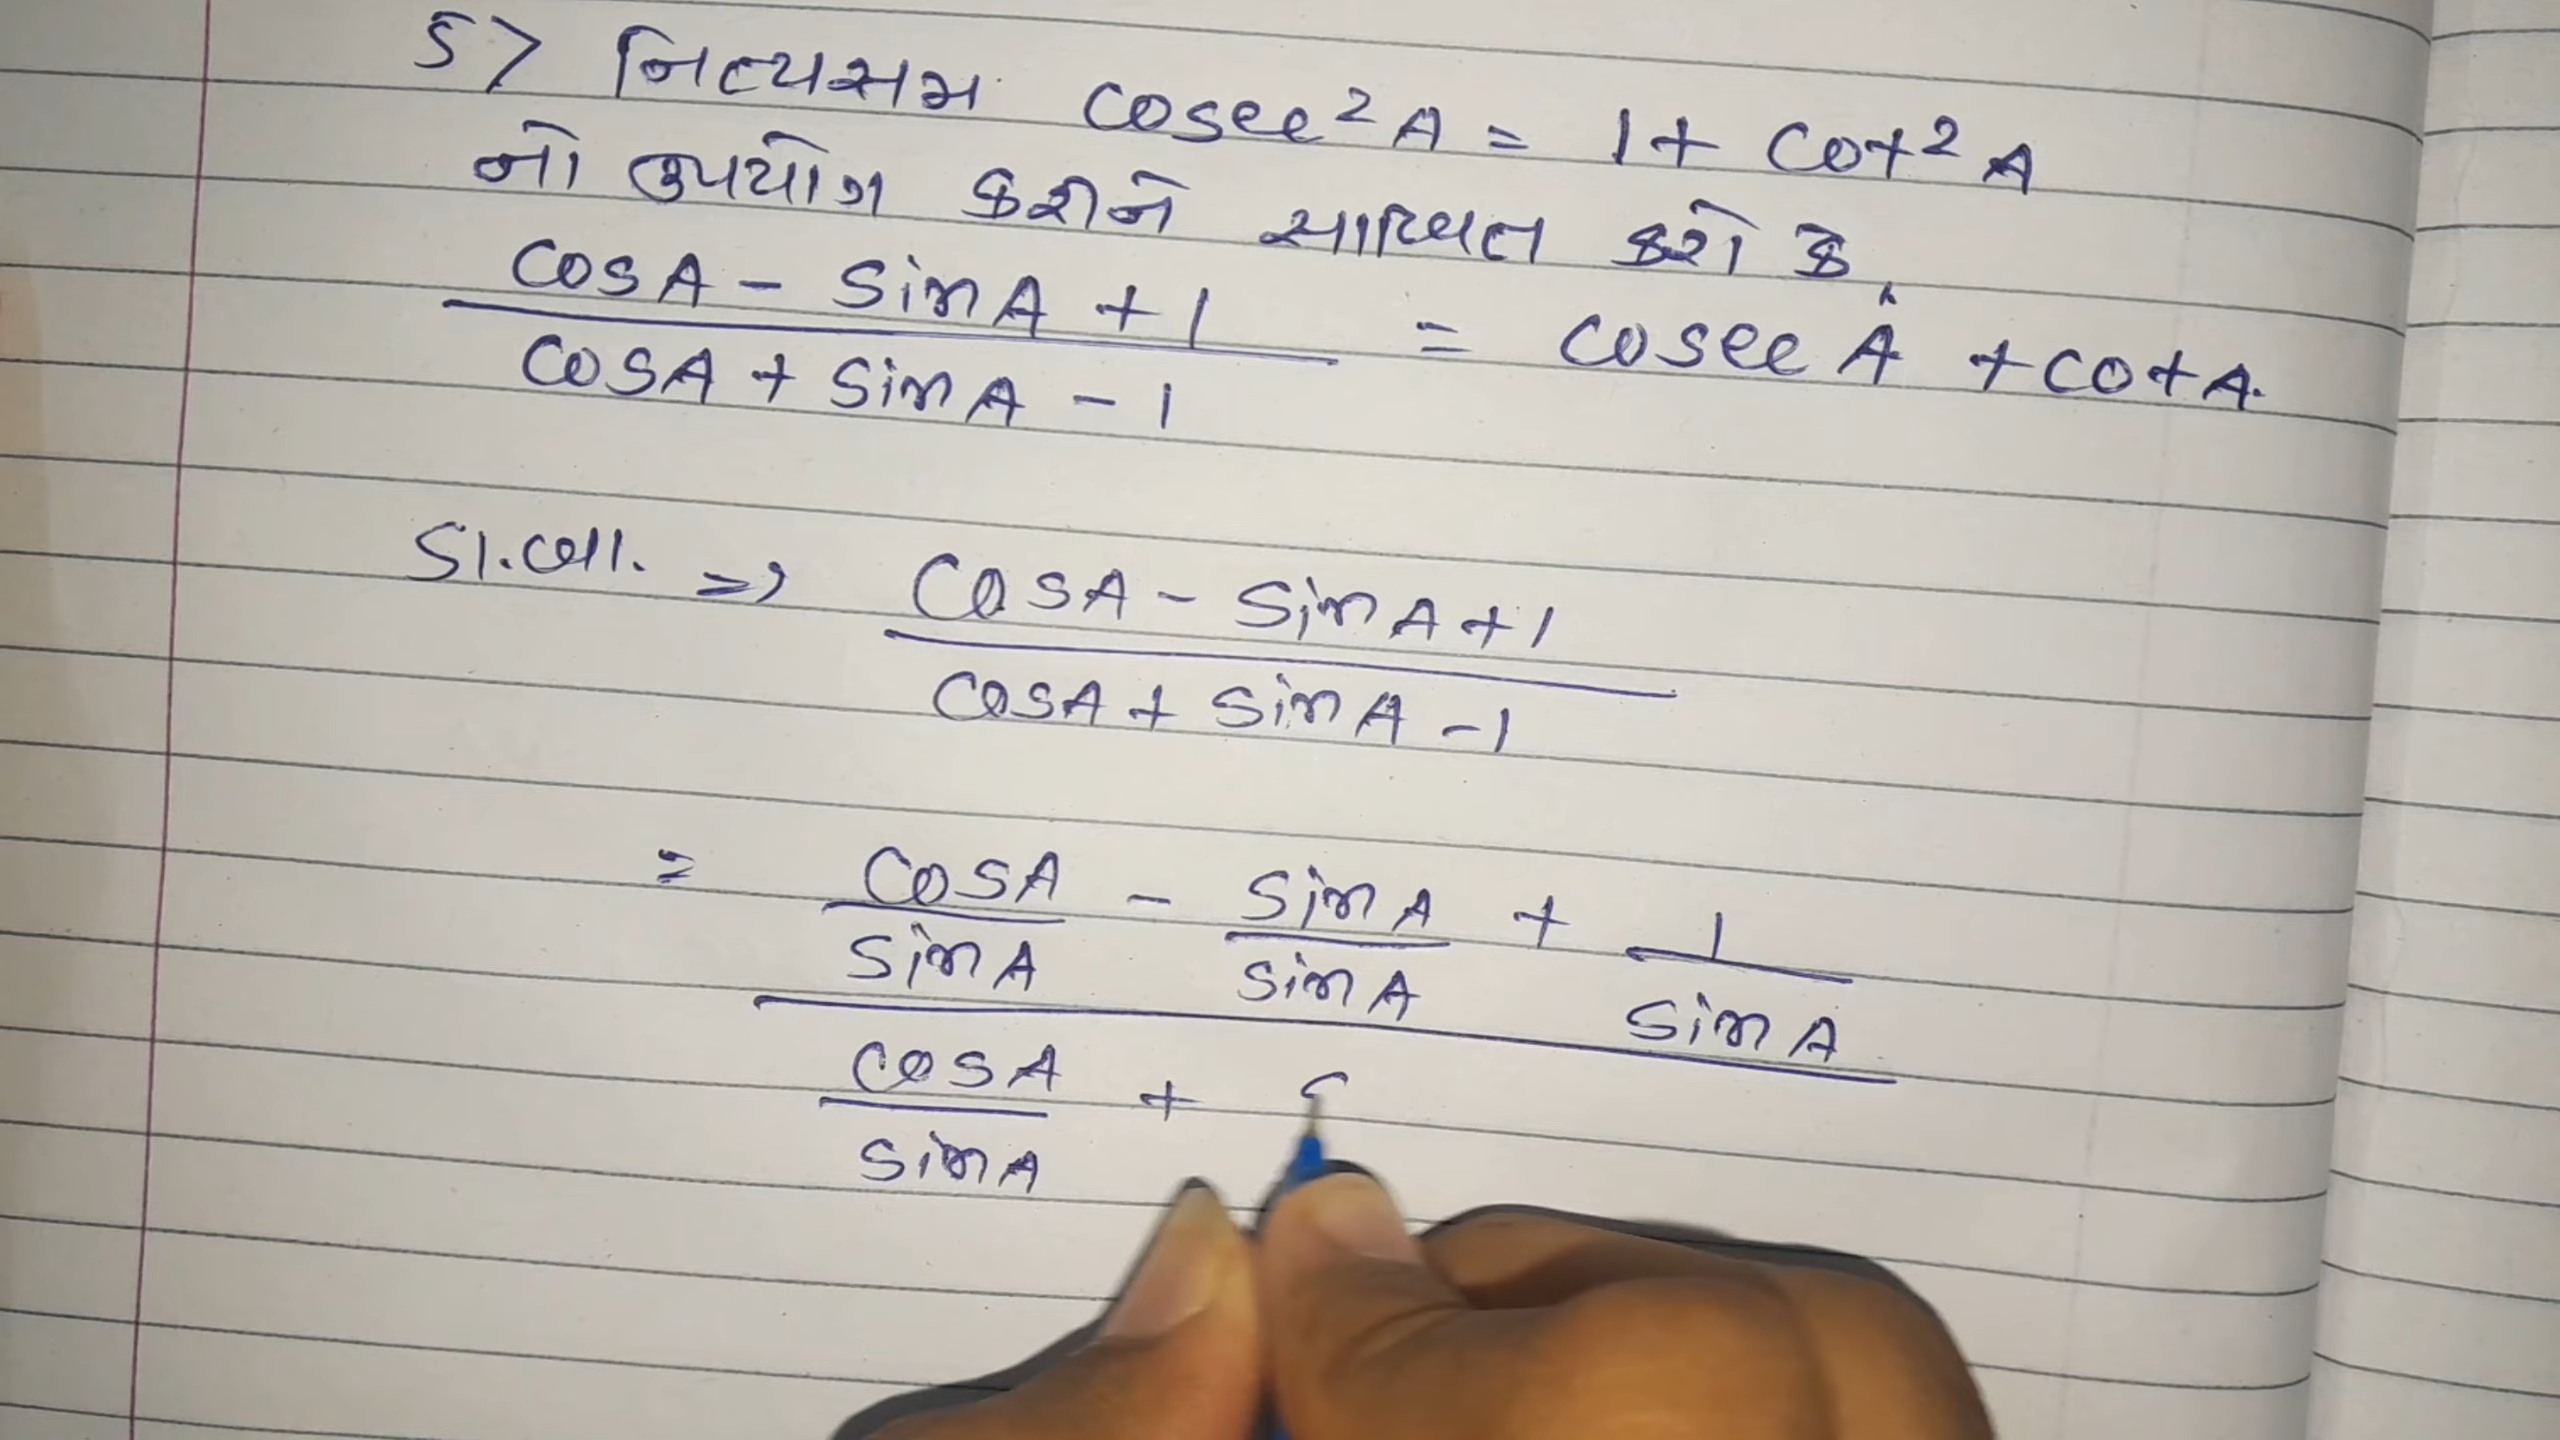 5> નિત્યસમ cosec²A = 1 + cot²A
નો ઉપયોગ કરીને સાબિત કરો કે,
cosA - sinA + 1 = cosec A + cotA.
cosA + sinA - 1
ડા.બા. => cosA - sinA + 1
cosA + sinA - 1
= cosA - sinA + 1
sinA sinA sinA
cosA +
sinA